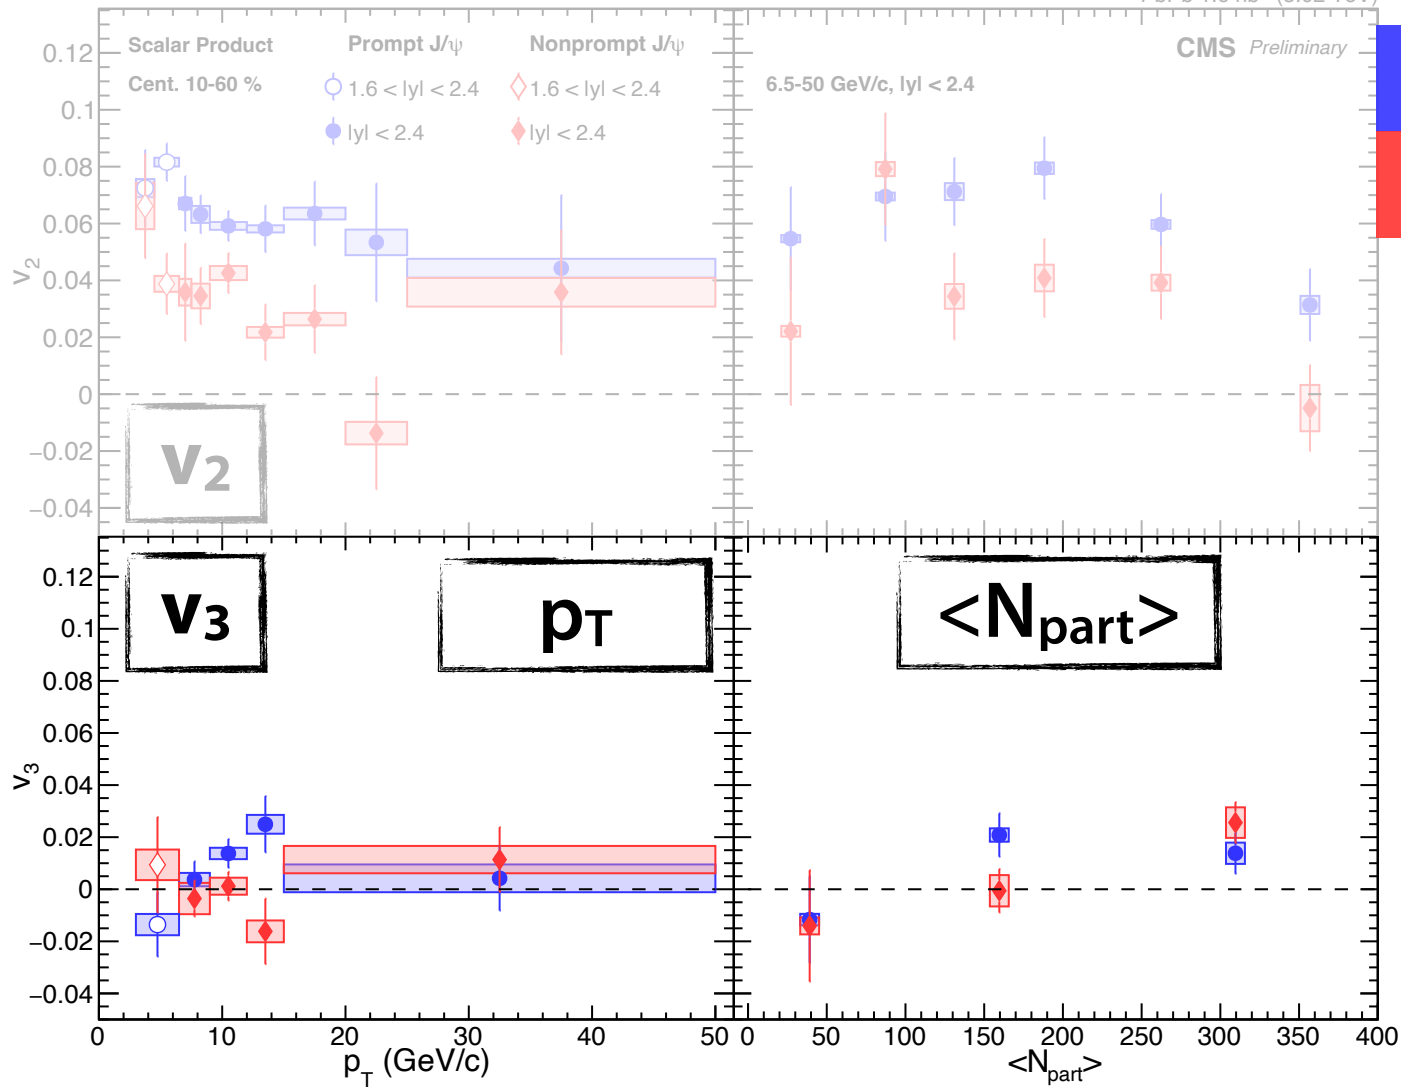 Scalar Product
Prompt J/ψ
Nonprompt J/ψ
CMS Preliminary
Cent. 10-60 %
1.6 < |y| < 2.4
1.6 < |y| < 2.4
6.5-50 GeV/c, |y| < 2.4
|y| < 2.4
|y| < 2.4
0.12
0.1
0.08
0.06
0.04
0.02
0
−0.02
−0.04
v2
v2
v3
pT
<Npart>
0.12
0.1
0.08
0.06
0.04
0.02
0
−0.02
−0.04
v3
0 10 20 30 40 50
0 50 100 150 200 250 300 350 400
pT (GeV/c)
<Npart>